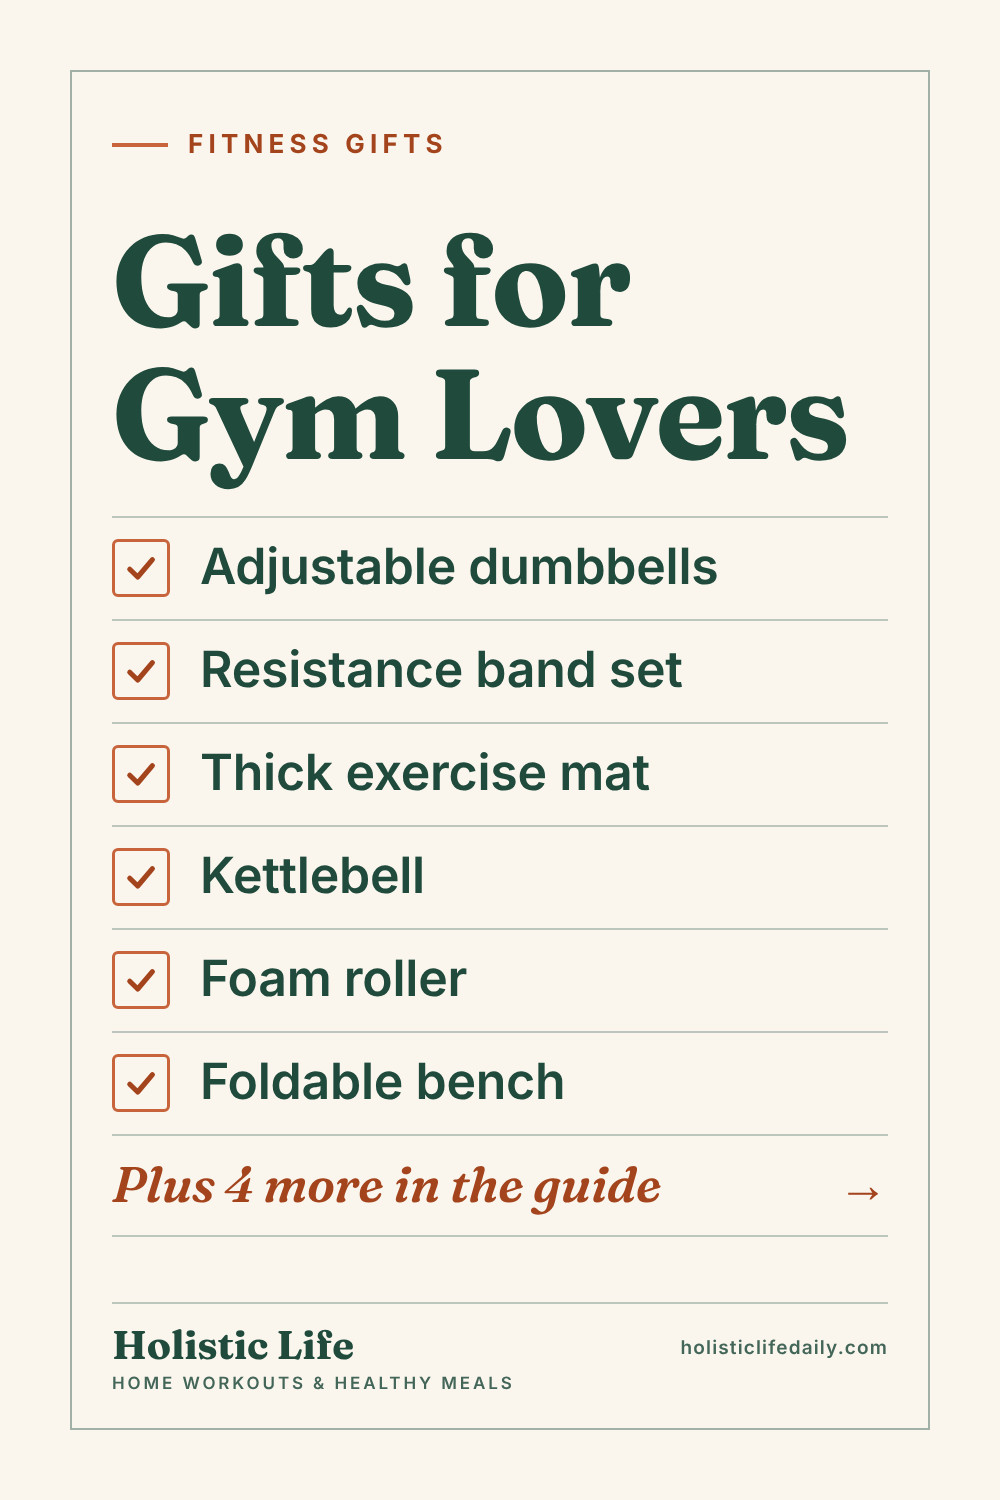 FITNESS GIFTS
Gifts for
Gym Lovers
Adjustable dumbbells
Resistance band set
Thick exercise mat
Kettlebell
Foam roller
Foldable bench
Plus 4 more in the guide →
Holistic Life
holisticlifedaily.com
HOME WORKOUTS & HEALTHY MEALS